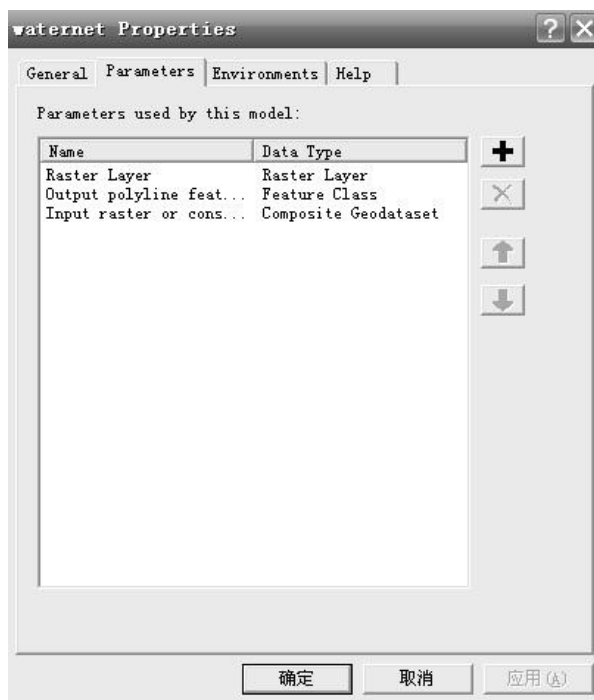 waternet Properties
General Parameters Environments Help
Parameters used by this model:
Name Data Type
Raster Layer Raster Layer
Output polyline feat... Feature Class
Input raster or cons... Composite Geodataset
确定 取消 应用(A)